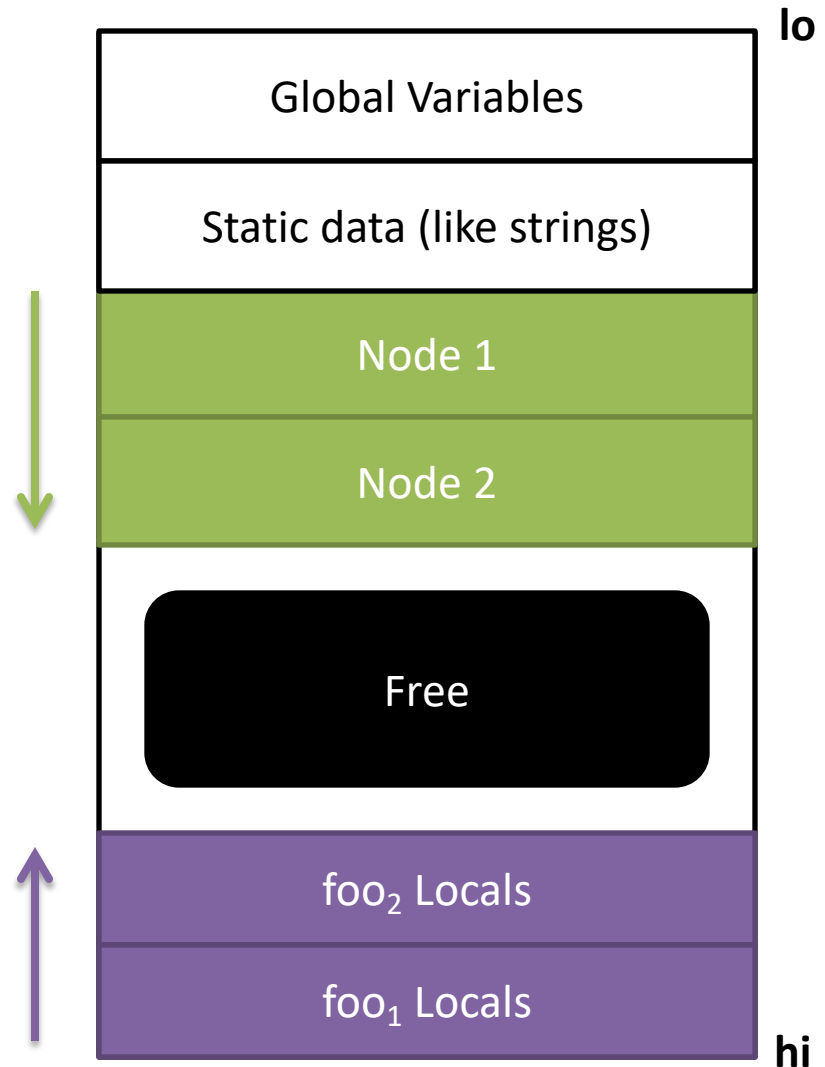 lo
Global Variables
Static data (like strings)
Node 1
Node 2
Free
foo₂ Locals
foo₁ Locals
hi